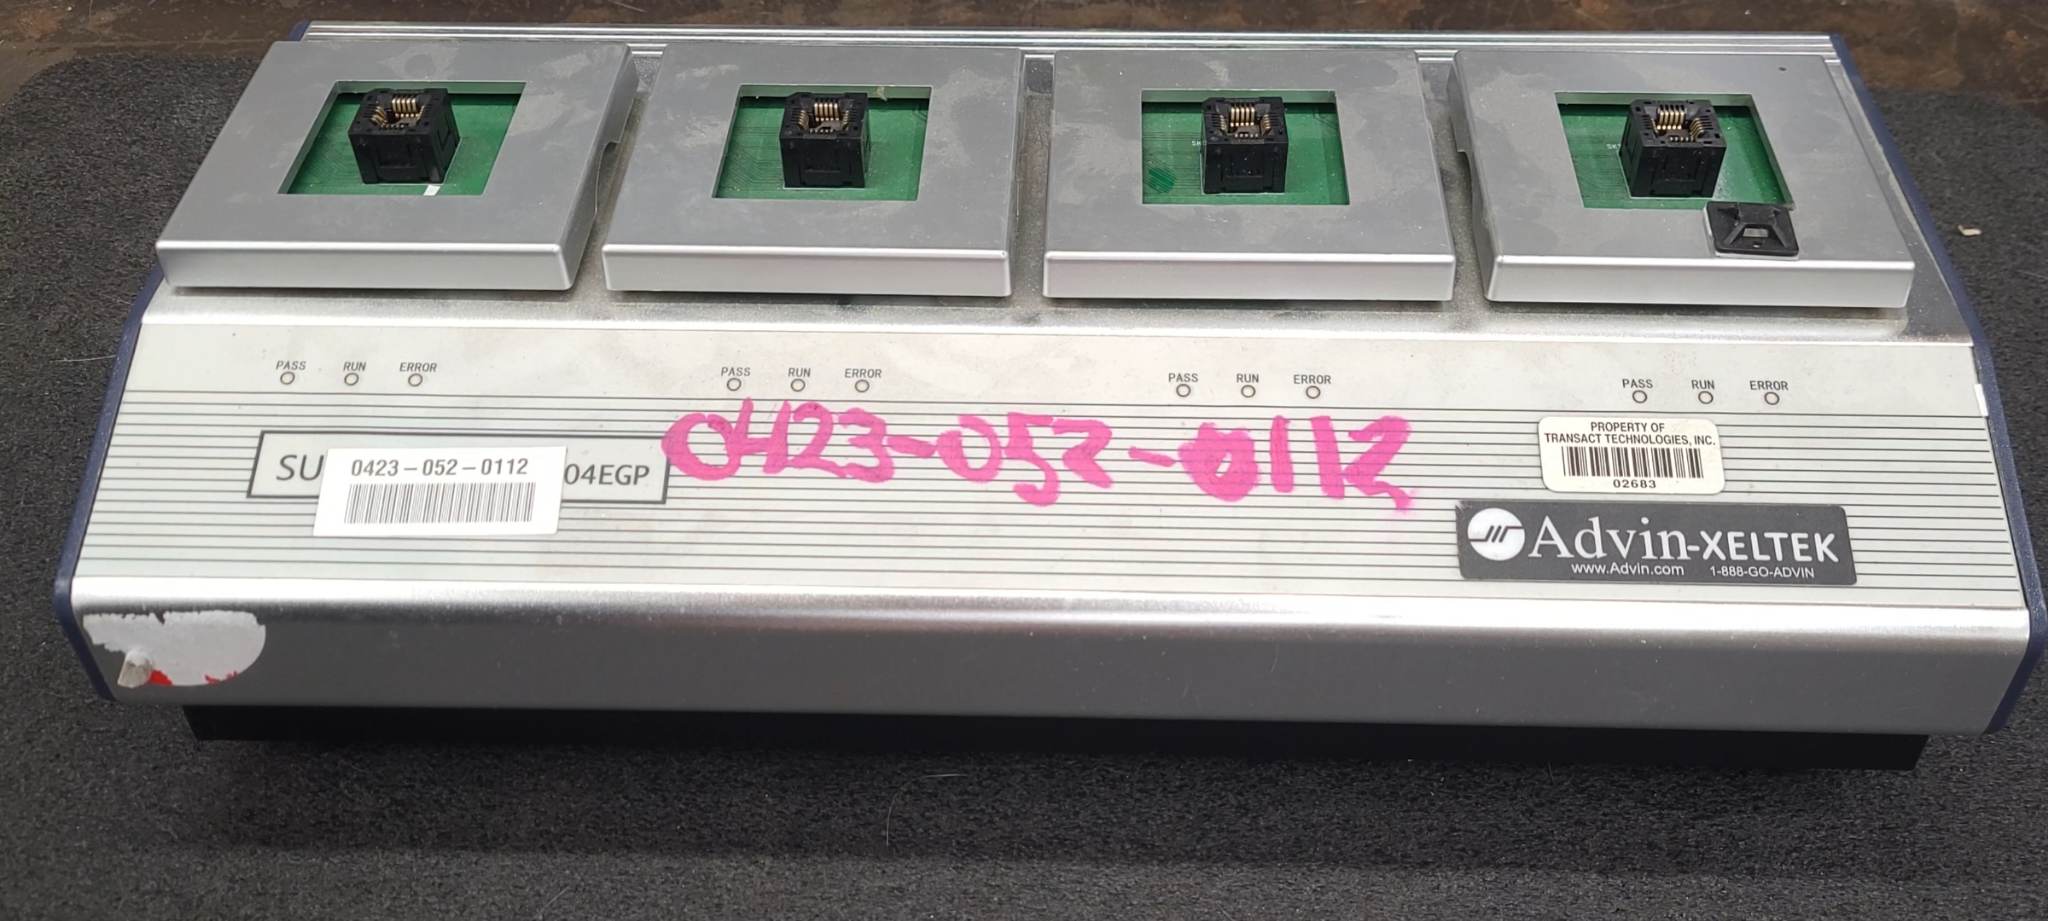 PASS RUN ERROR
PASS RUN ERROR
PASS RUN ERROR
PASS RUN ERROR
SU
04EGP
0423-052-0112
0423-052-0112
PROPERTY OF
TRANSACT TECHNOLOGIES, INC.
02683
Advin-XELTEK
www.Advin.com 1-888-GO-ADVIN